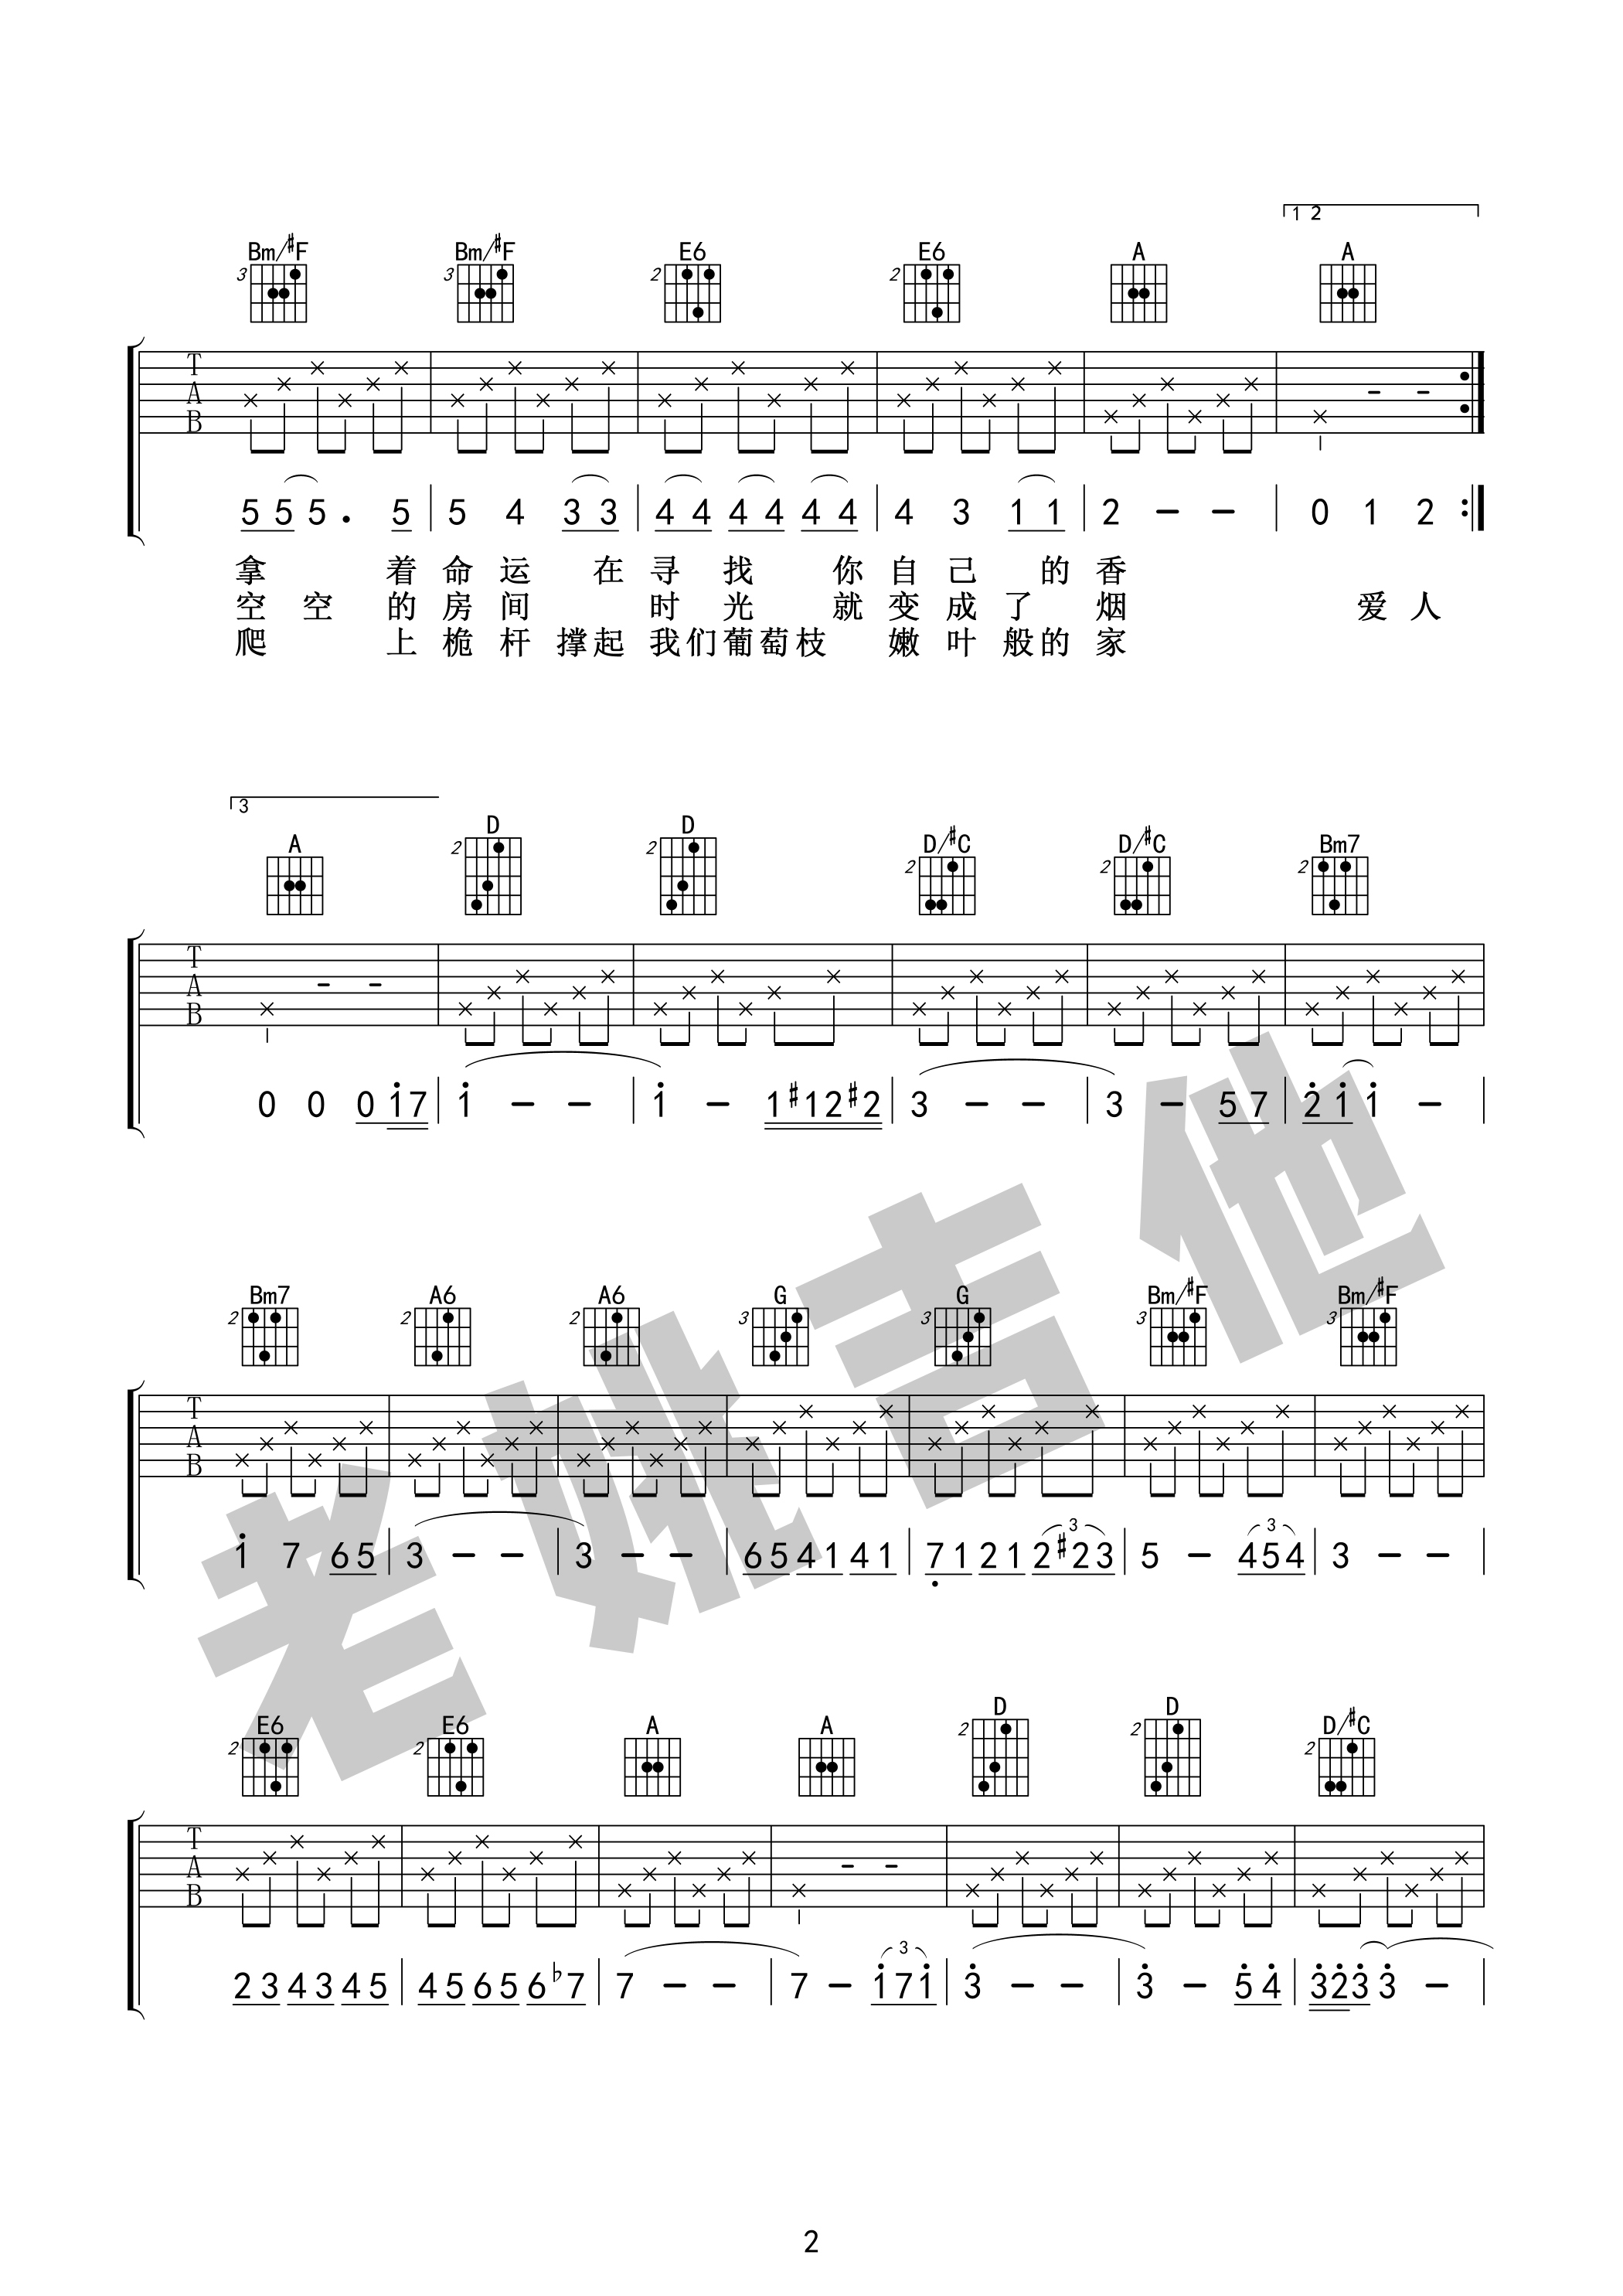 1 2
Bm/#F Bm/#F E6 E6 A A
3 3 2 2
T
A
B
5 5 5 . 5 | 5 4 3 3 | 4 4 4 4 4 4 | 4 3 1 1 | 2 - - | 0 1 2 :|
拿 着 命 运 在 寻 找 你 自 己 的 香
空 空 的 房 间 时 光 就 变 成 了 烟 爱 人
爬 上 桅 杆 撑 起 我 们 葡 萄 枝 嫩 叶 般 的 家
3
A D D D/#C D/#C Bm7
2 2 2 2 2
T
A
B
0 0 0 i 7 | i - - | i - 1 #1 2 #2 | 3 - - | 3 - 5 7 | 2̇ i i - |
Bm7 A6 A6 G G Bm/#F Bm/#F
2 2 2 3 3 3 3
T
A
B
3 3
i 7 6 5 | 3 - - | 3 - - | 6 5 4 1 4 1 | 7̣ 1 2 1 2 #2 3 | 5 - 4 5 4 | 3 - - |
E6 E6 A A D D D/#C
2 2 2 2 2
T
A
B
3
2 3 4 3 4 5 | 4 5 6 5 6 b7 | 7 - - | 7 - i 7 i | 3̇ - - | 3̇ - 5̇ 4̇ | 3̇ 2̇ 3̇ 3̇ - |
老姚吉他
2